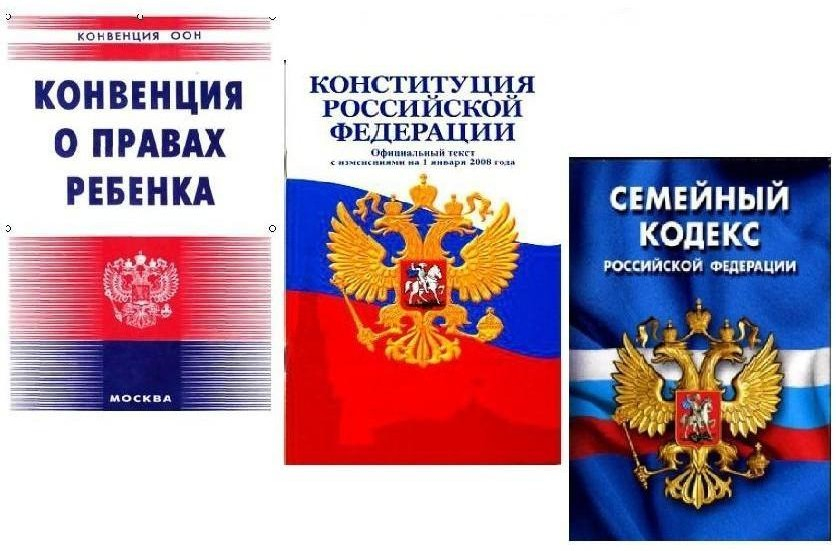 КОНВЕНЦИЯ ООН
КОНВЕНЦИЯ
О ПРАВАХ
РЕБЕНКА
МОСКВА
КОНСТИТУЦИЯ
РОССИЙСКОЙ
ФЕДЕРАЦИИ
Официальный текст
с изменениями на 1 января 2008 года
СЕМЕЙНЫЙ
КОДЕКС
РОССИЙСКОЙ ФЕДЕРАЦИИ